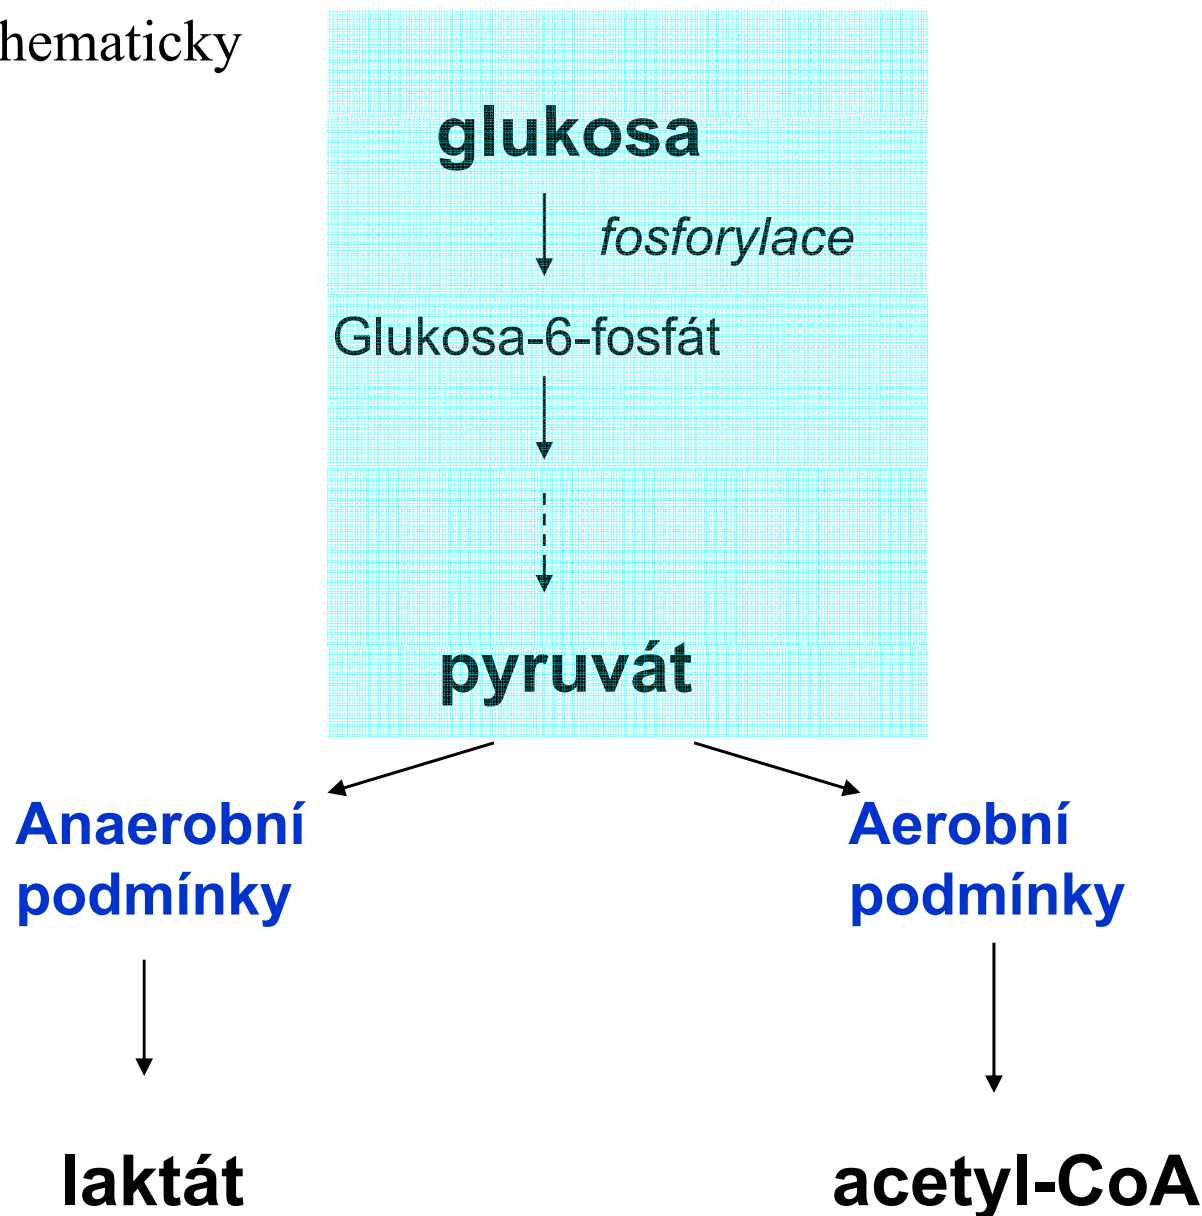 hematicky
glukosa
fosforylace
Glukosa-6-fosfát
pyruvát
Anaerobní
podmínky
Aerobní
podmínky
laktát
acetyl-CoA